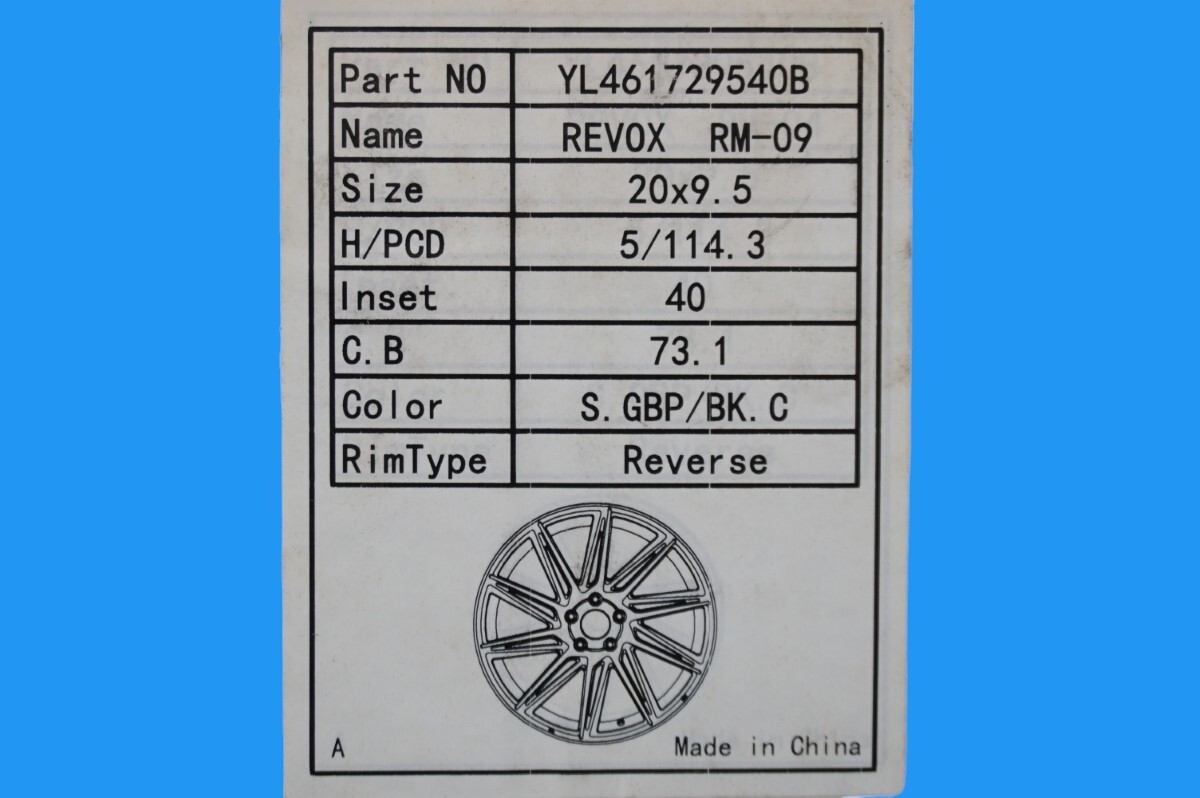 Part NO YL461729540B
Name REVOX RM-09
Size 20x9.5
H/PCD 5/114.3
Inset 40
C.B 73.1
Color S.GBP/BK.C
RimType Reverse
A Made in China